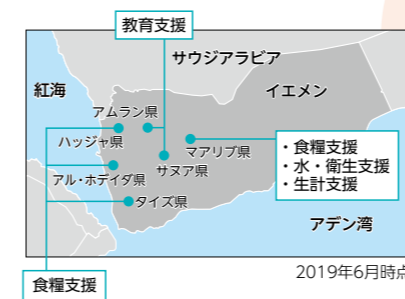 教育支援
サウジアラビア
紅海
イエメン
アムラン県
ハッジャ県
マアリブ県
サヌア県
アル・ホデイダ県
タイズ県
・食糧支援
・水・衛生支援
・生計支援
アデン湾
2019年6月時点
食糧支援